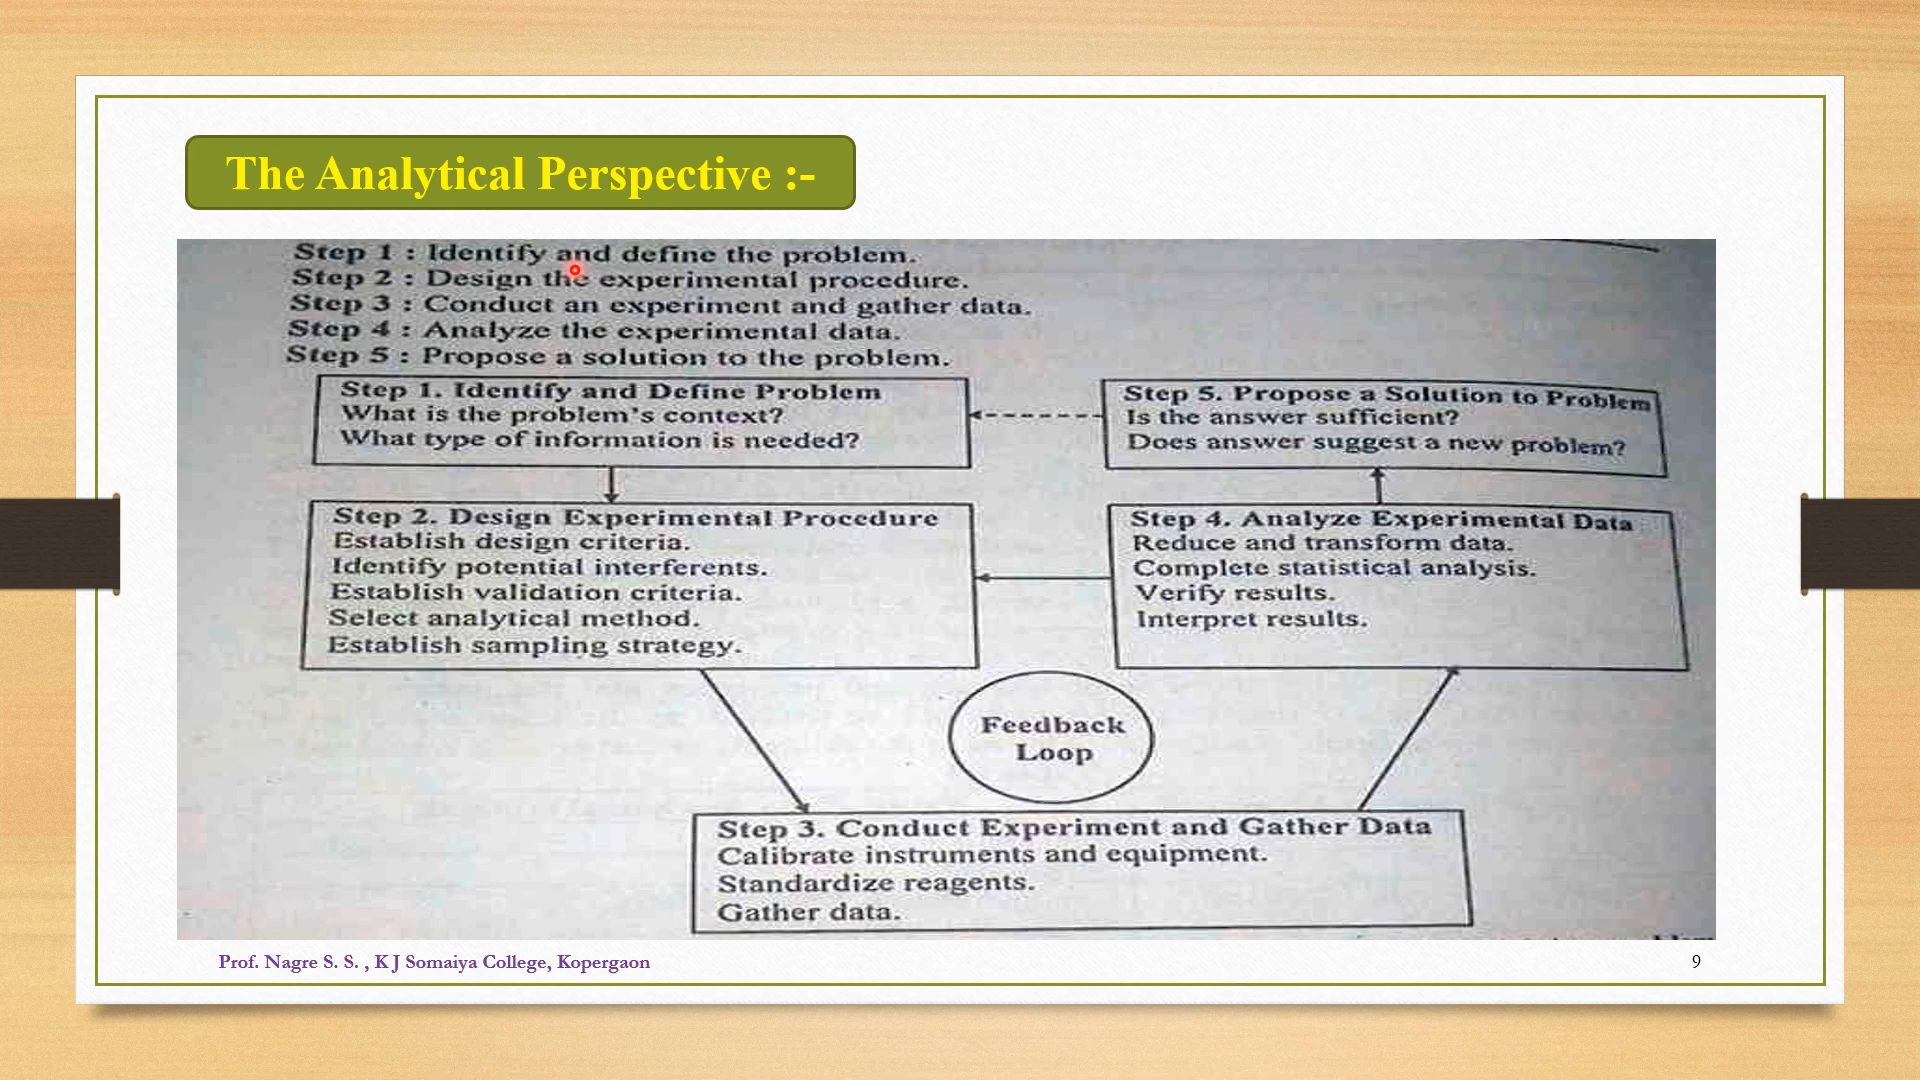 The Analytical Perspective :-
Step 1 : Identify and define the problem.
Step 2 : Design the experimental procedure.
Step 3 : Conduct an experiment and gather data.
Step 4 : Analyze the experimental data.
Step 5 : Propose a solution to the problem.
Step 1. Identify and Define Problem
What is the problem's context?
What type of information is needed?
Step 5. Propose a Solution to Problem
Is the answer sufficient?
Does answer suggest a new problem?
Step 2. Design Experimental Procedure
Establish design criteria.
Identify potential interferents.
Establish validation criteria.
Select analytical method.
Establish sampling strategy.
Step 4. Analyze Experimental Data
Reduce and transform data.
Complete statistical analysis.
Verify results.
Interpret results.
Feedback
Loop
Step 3. Conduct Experiment and Gather Data
Calibrate instruments and equipment.
Standardize reagents.
Gather data.
Prof. Nagre S. S. , K J Somaiya College, Kopergaon
9